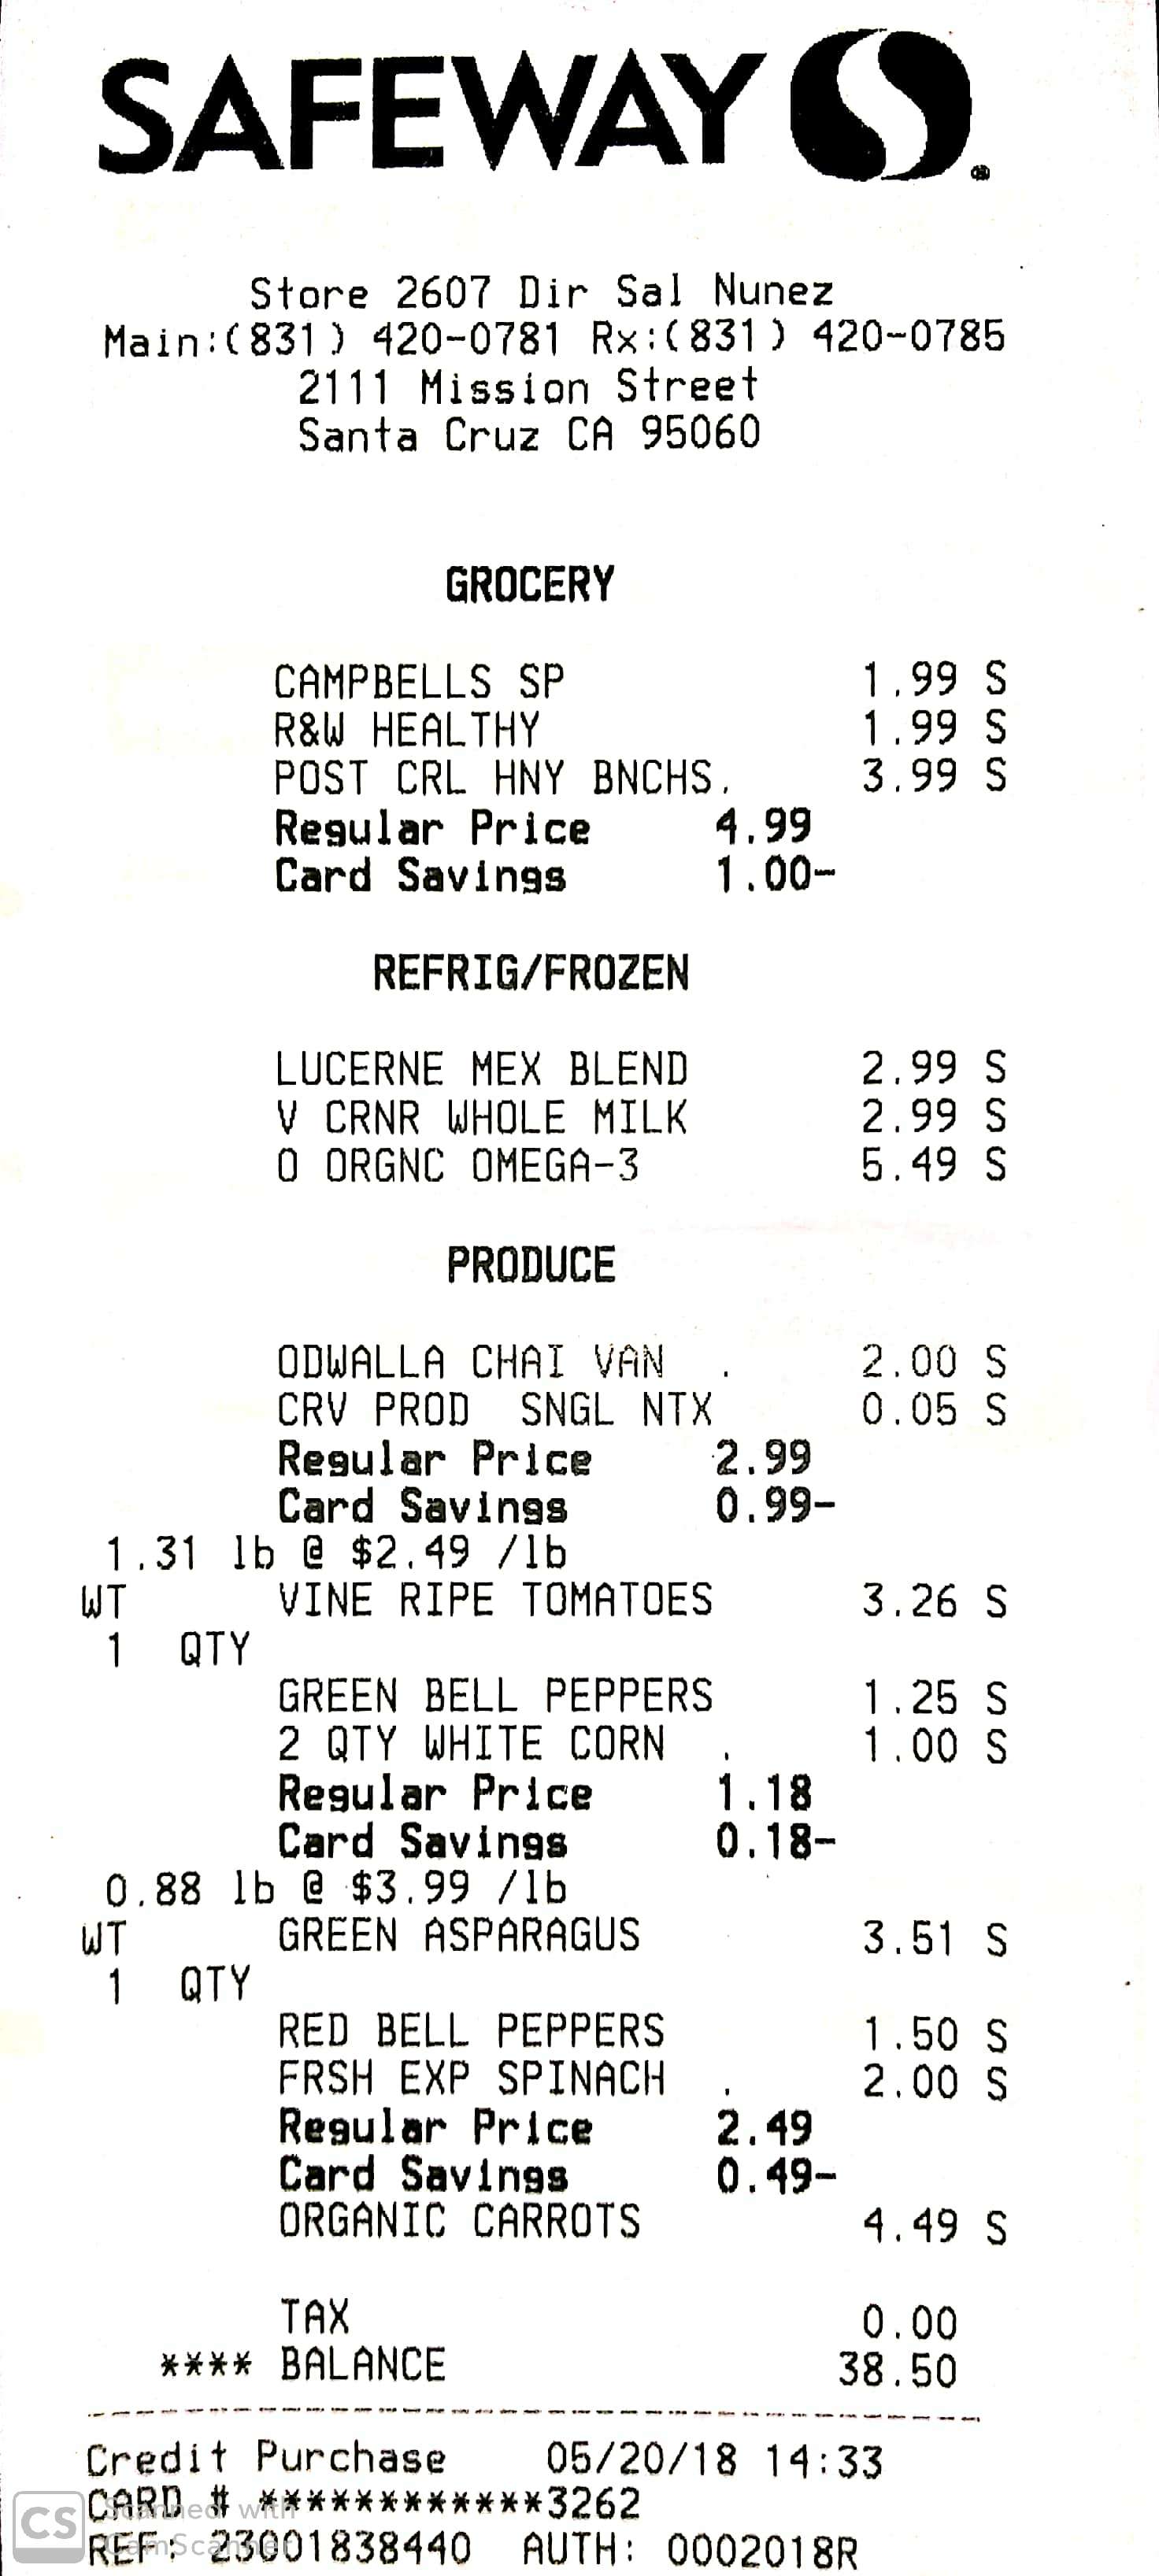 SAFEWAY
Store 2607 Dir Sal Nunez
Main:(831) 420-0781 Rx:(831) 420-0785
2111 Mission Street
Santa Cruz CA 95060
GROCERY
CAMPBELLS SP 1.99 S
R&W HEALTHY 1.99 S
POST CRL HNY BNCHS. 3.99 S
Regular Price 4.99
Card Savings 1.00-
REFRIG/FROZEN
LUCERNE MEX BLEND 2.99 S
V CRNR WHOLE MILK 2.99 S
O ORGNC OMEGA-3 5.49 S
PRODUCE
ODWALLA CHAI VAN . 2.00 S
CRV PROD SNGL NTX 0.05 S
Regular Price 2.99
Card Savings 0.99-
1.31 lb @ $2.49 /lb
WT VINE RIPE TOMATOES 3.26 S
1 QTY
GREEN BELL PEPPERS 1.25 S
2 QTY WHITE CORN . 1.00 S
Regular Price 1.18
Card Savings 0.18-
0.88 lb @ $3.99 /lb
WT GREEN ASPARAGUS 3.51 S
1 QTY
RED BELL PEPPERS 1.50 S
FRSH EXP SPINACH . 2.00 S
Regular Price 2.49
Card Savings 0.49-
ORGANIC CARROTS 4.49 S
TAX 0.00
**** BALANCE 38.50
Credit Purchase 05/20/18 14:33
CARD # ************3262
REF: 23001838440 AUTH: 0002018R
CS Scanned with
CamScanner